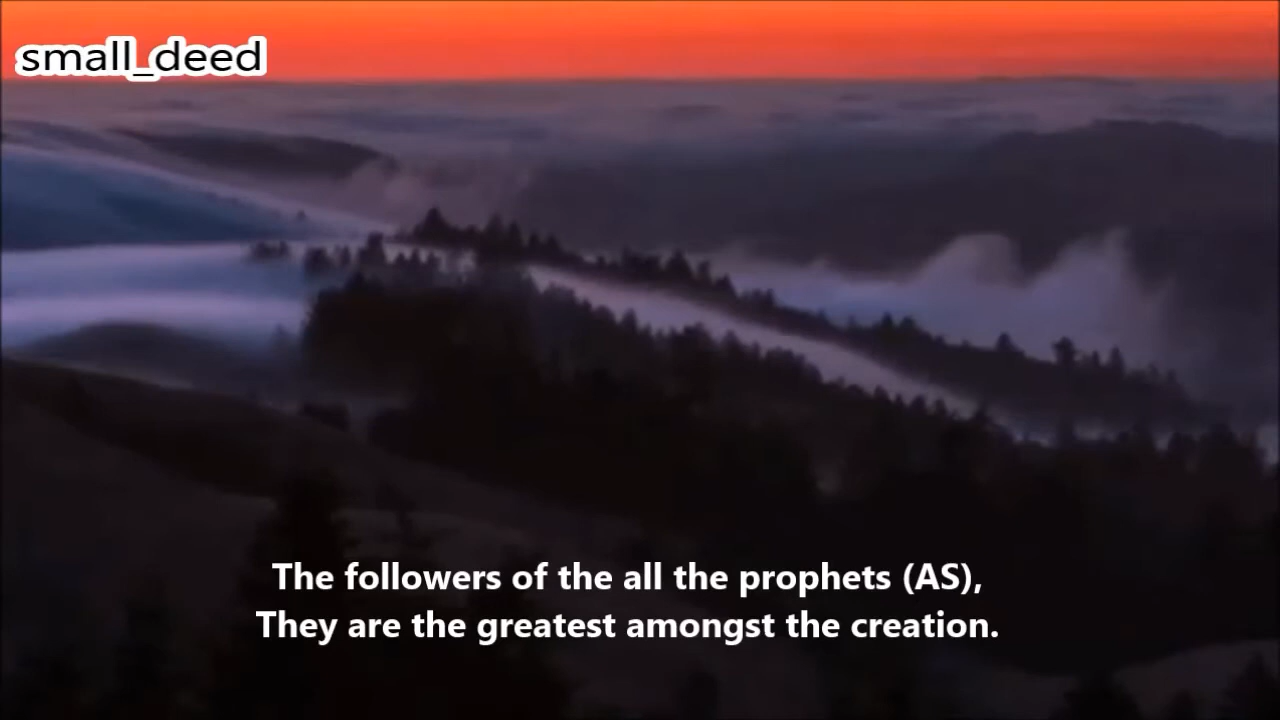 small_deed
The followers of the all the prophets (AS),
They are the greatest amongst the creation.